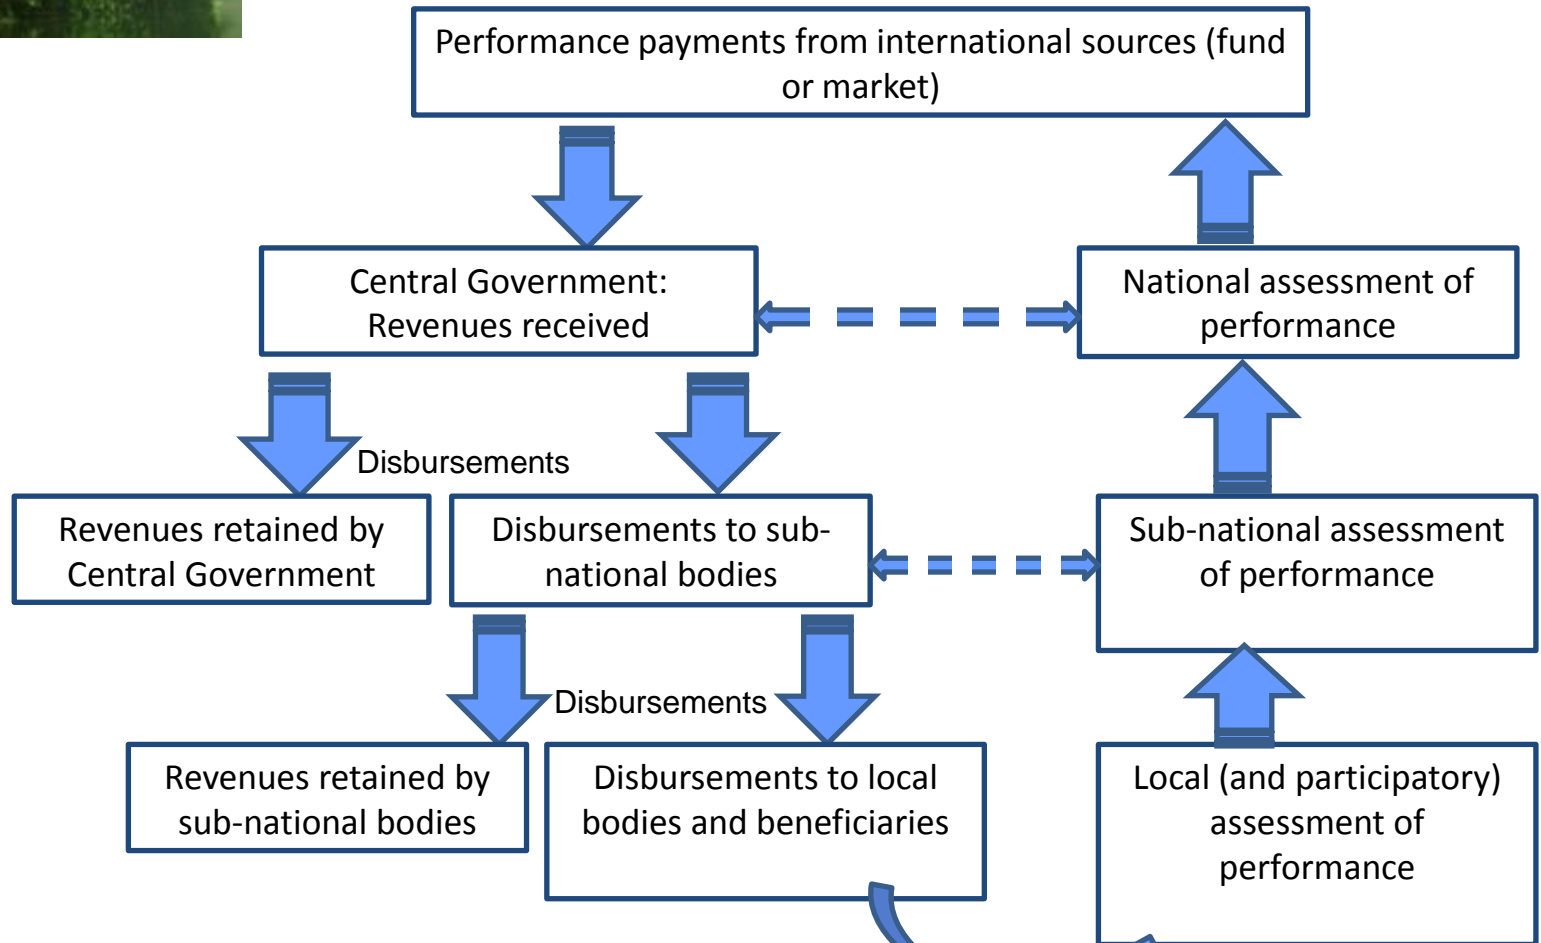 Performance payments from international sources (fund
or market)
Central Government:
Revenues received
National assessment of
performance
Disbursements
Revenues retained by
Central Government
Disbursements to sub-
national bodies
Sub-national assessment
of performance
Disbursements
Revenues retained by
sub-national bodies
Disbursements to local
bodies and beneficiaries
Local (and participatory)
assessment of
performance